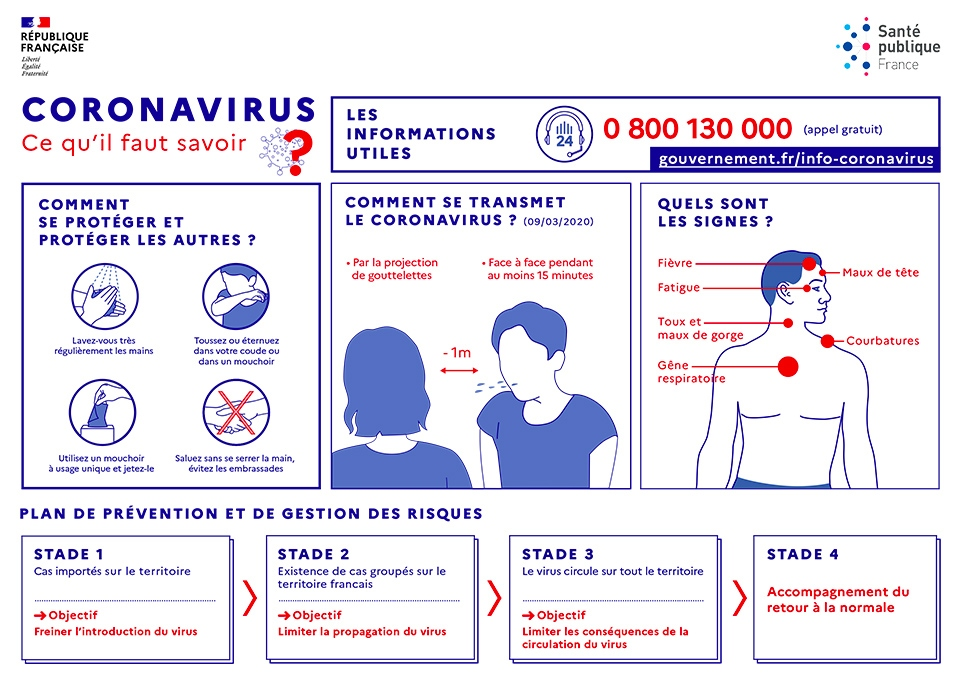 RÉPUBLIQUE
FRANÇAISE
Liberté
Égalité
Fraternité
Santé
publique
France
CORONAVIRUS
Ce qu'il faut savoir
?
LES
INFORMATIONS
UTILES
24
0 800 130 000 (appel gratuit)
gouvernement.fr/info-coronavirus
COMMENT
SE PROTÉGER ET
PROTÉGER LES AUTRES ?
Lavez-vous très
régulièrement les mains
Toussez ou éternuez
dans votre coude ou
dans un mouchoir
Utilisez un mouchoir
à usage unique et jetez-le
Saluez sans se serrer la main,
évitez les embrassades
COMMENT SE TRANSMET
LE CORONAVIRUS ? (09/03/2020)
• Par la projection
de gouttelettes
• Face à face pendant
au moins 15 minutes
- 1m
QUELS SONT
LES SIGNES ?
Fièvre
Maux de tête
Fatigue
Toux et
maux de gorge
Courbatures
Gêne
respiratoire
PLAN DE PRÉVENTION ET DE GESTION DES RISQUES
STADE 1
Cas importés sur le territoire
➔ Objectif
Freiner l'introduction du virus
STADE 2
Existence de cas groupés sur le
territoire francais
➔ Objectif
Limiter la propagation du virus
STADE 3
Le virus circule sur tout le territoire
➔ Objectif
Limiter les conséquences de la
circulation du virus
STADE 4
Accompagnement du
retour à la normale